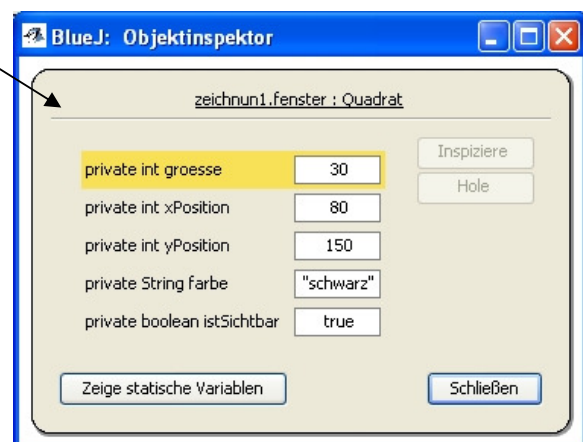 BlueJ: Objektinspektor
zeichnun1.fenster : Quadrat
Inspiziere
private int groesse 30
Hole
private int xPosition 80
private int yPosition 150
private String farbe "schwarz"
private boolean istSichtbar true
Zeige statische Variablen Schließen